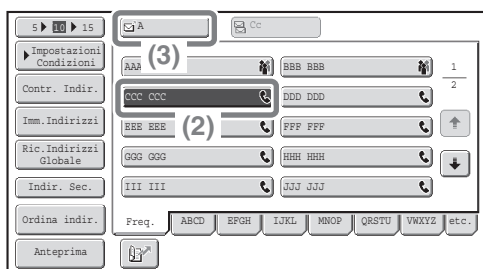 5 ▶ 10 ▶ 15
A
Cc
(3)
Impostazioni
Condizioni
BBB BBB
1
2
Contr. Indir.
CCC CCC
DDD DDD
(2)
Imm.Indirizzi
EEE EEE
FFF FFF
Ric.Indirizzi
Globale
GGG GGG
HHH HHH
Indir. Sec.
III III
JJJ JJJ
Ordina indir.
Freq.
ABCD
EFGH
IJKL
MNOP
QRSTU
VWXYZ
etc.
Anteprima